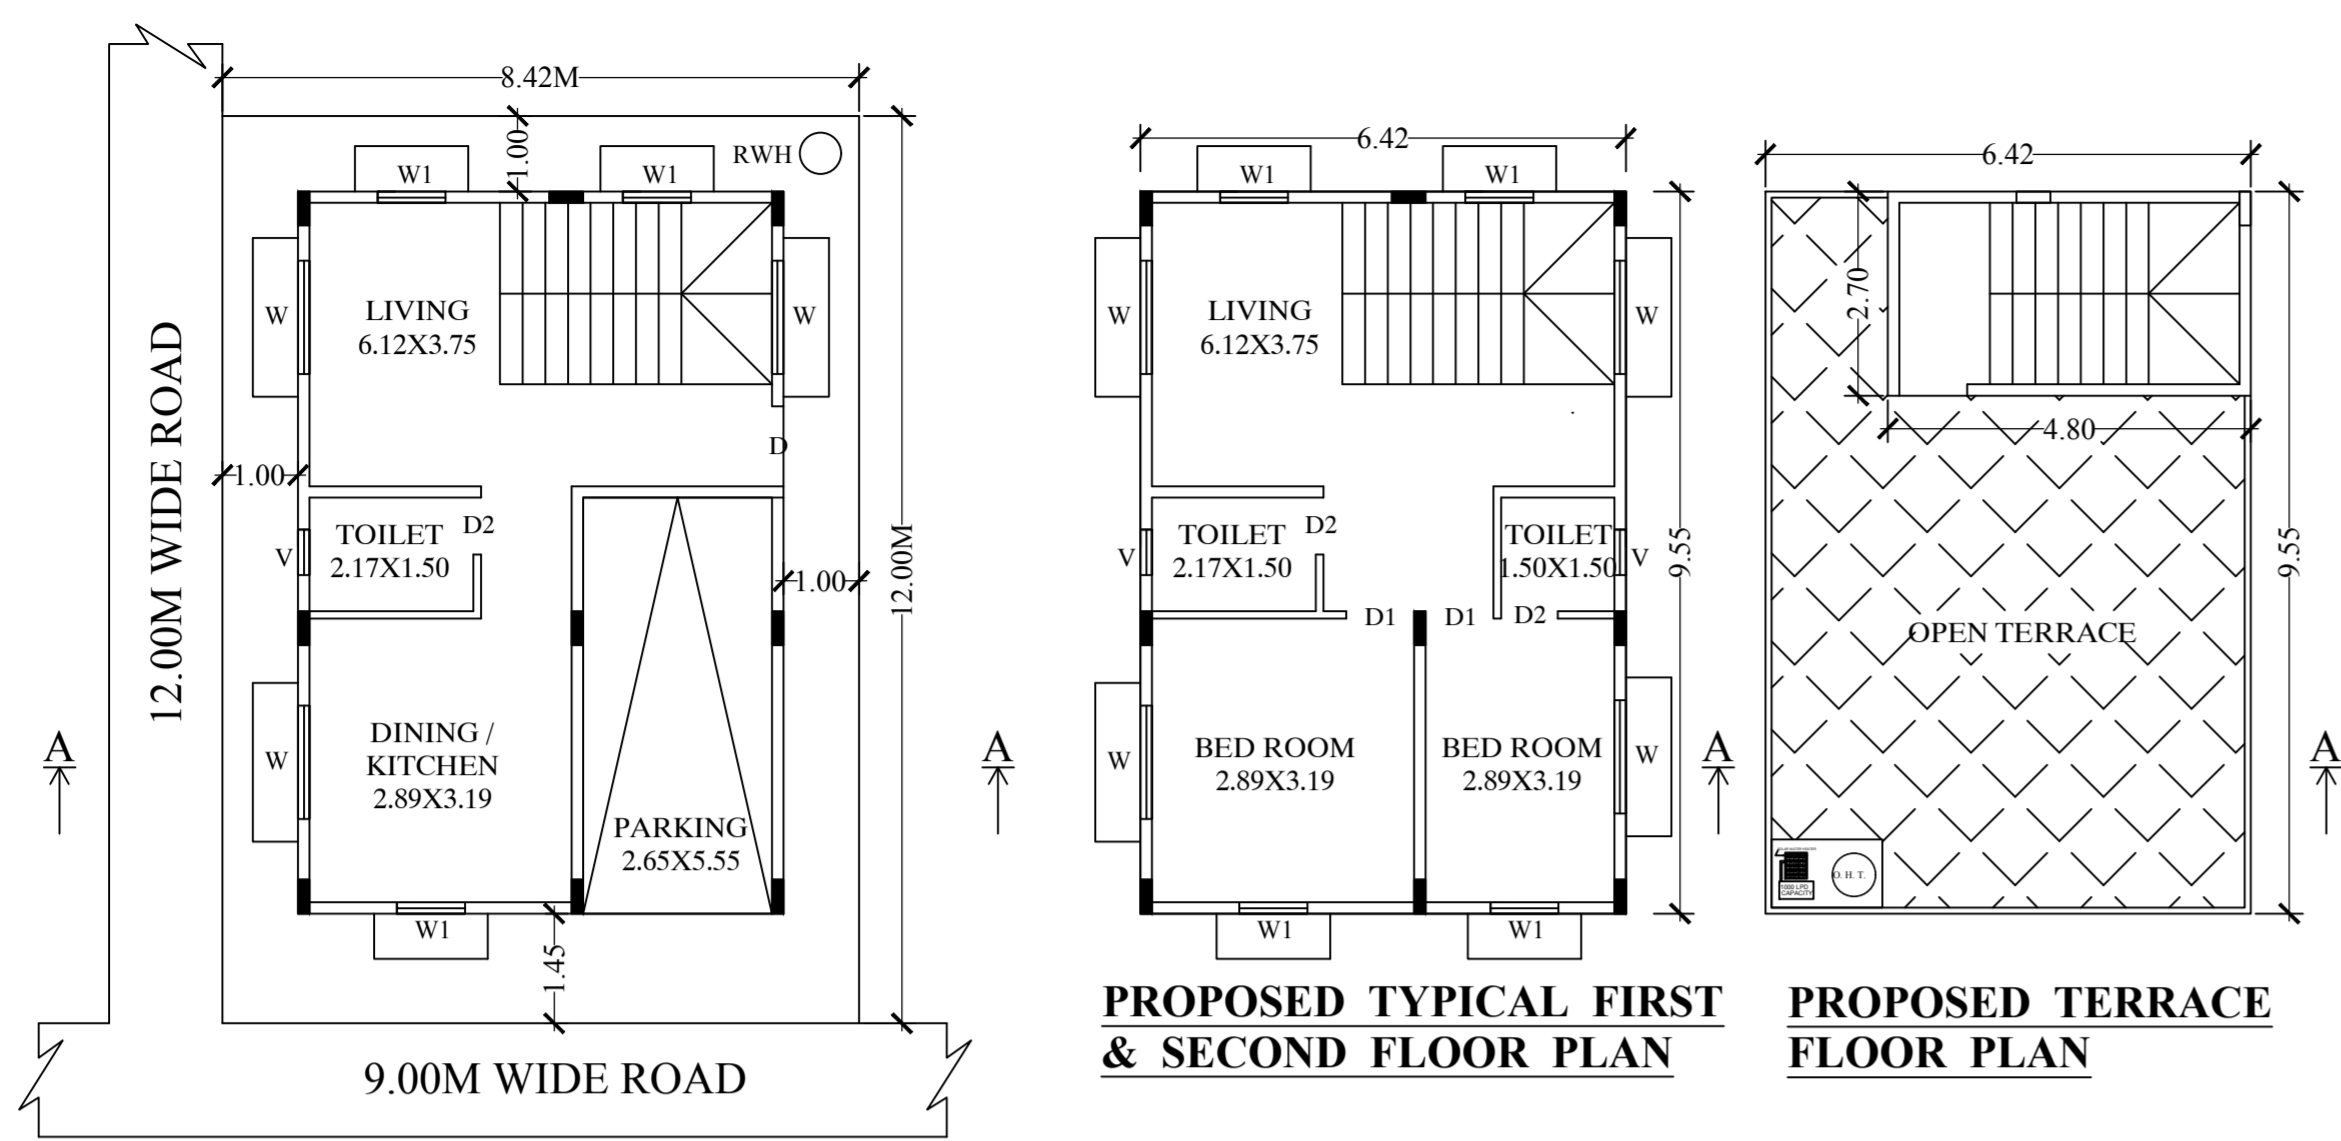 8.42M
1.00
RWH
W1
W1
W
LIVING
6.12X3.75
W
D
12.00M WIDE ROAD
1.00
TOILET
2.17X1.50
D2
V
12.00M
1.00
A
W
DINING /
KITCHEN
2.89X3.19
PARKING
2.65X5.55
A
W1
1.45
9.00M WIDE ROAD
6.42
W1
W1
W
LIVING
6.12X3.75
W
V
TOILET
2.17X1.50
D2
TOILET
1.50X1.50
V
9.55
D1
D1
D2
W
BED ROOM
2.89X3.19
BED ROOM
2.89X3.19
W
A
W1
W1
PROPOSED TYPICAL FIRST
& SECOND FLOOR PLAN
6.42
2.70
4.80
9.55
OPEN TERRACE
A
1000 LPD
CAPACITY
O. H. T.
PROPOSED TERRACE
FLOOR PLAN